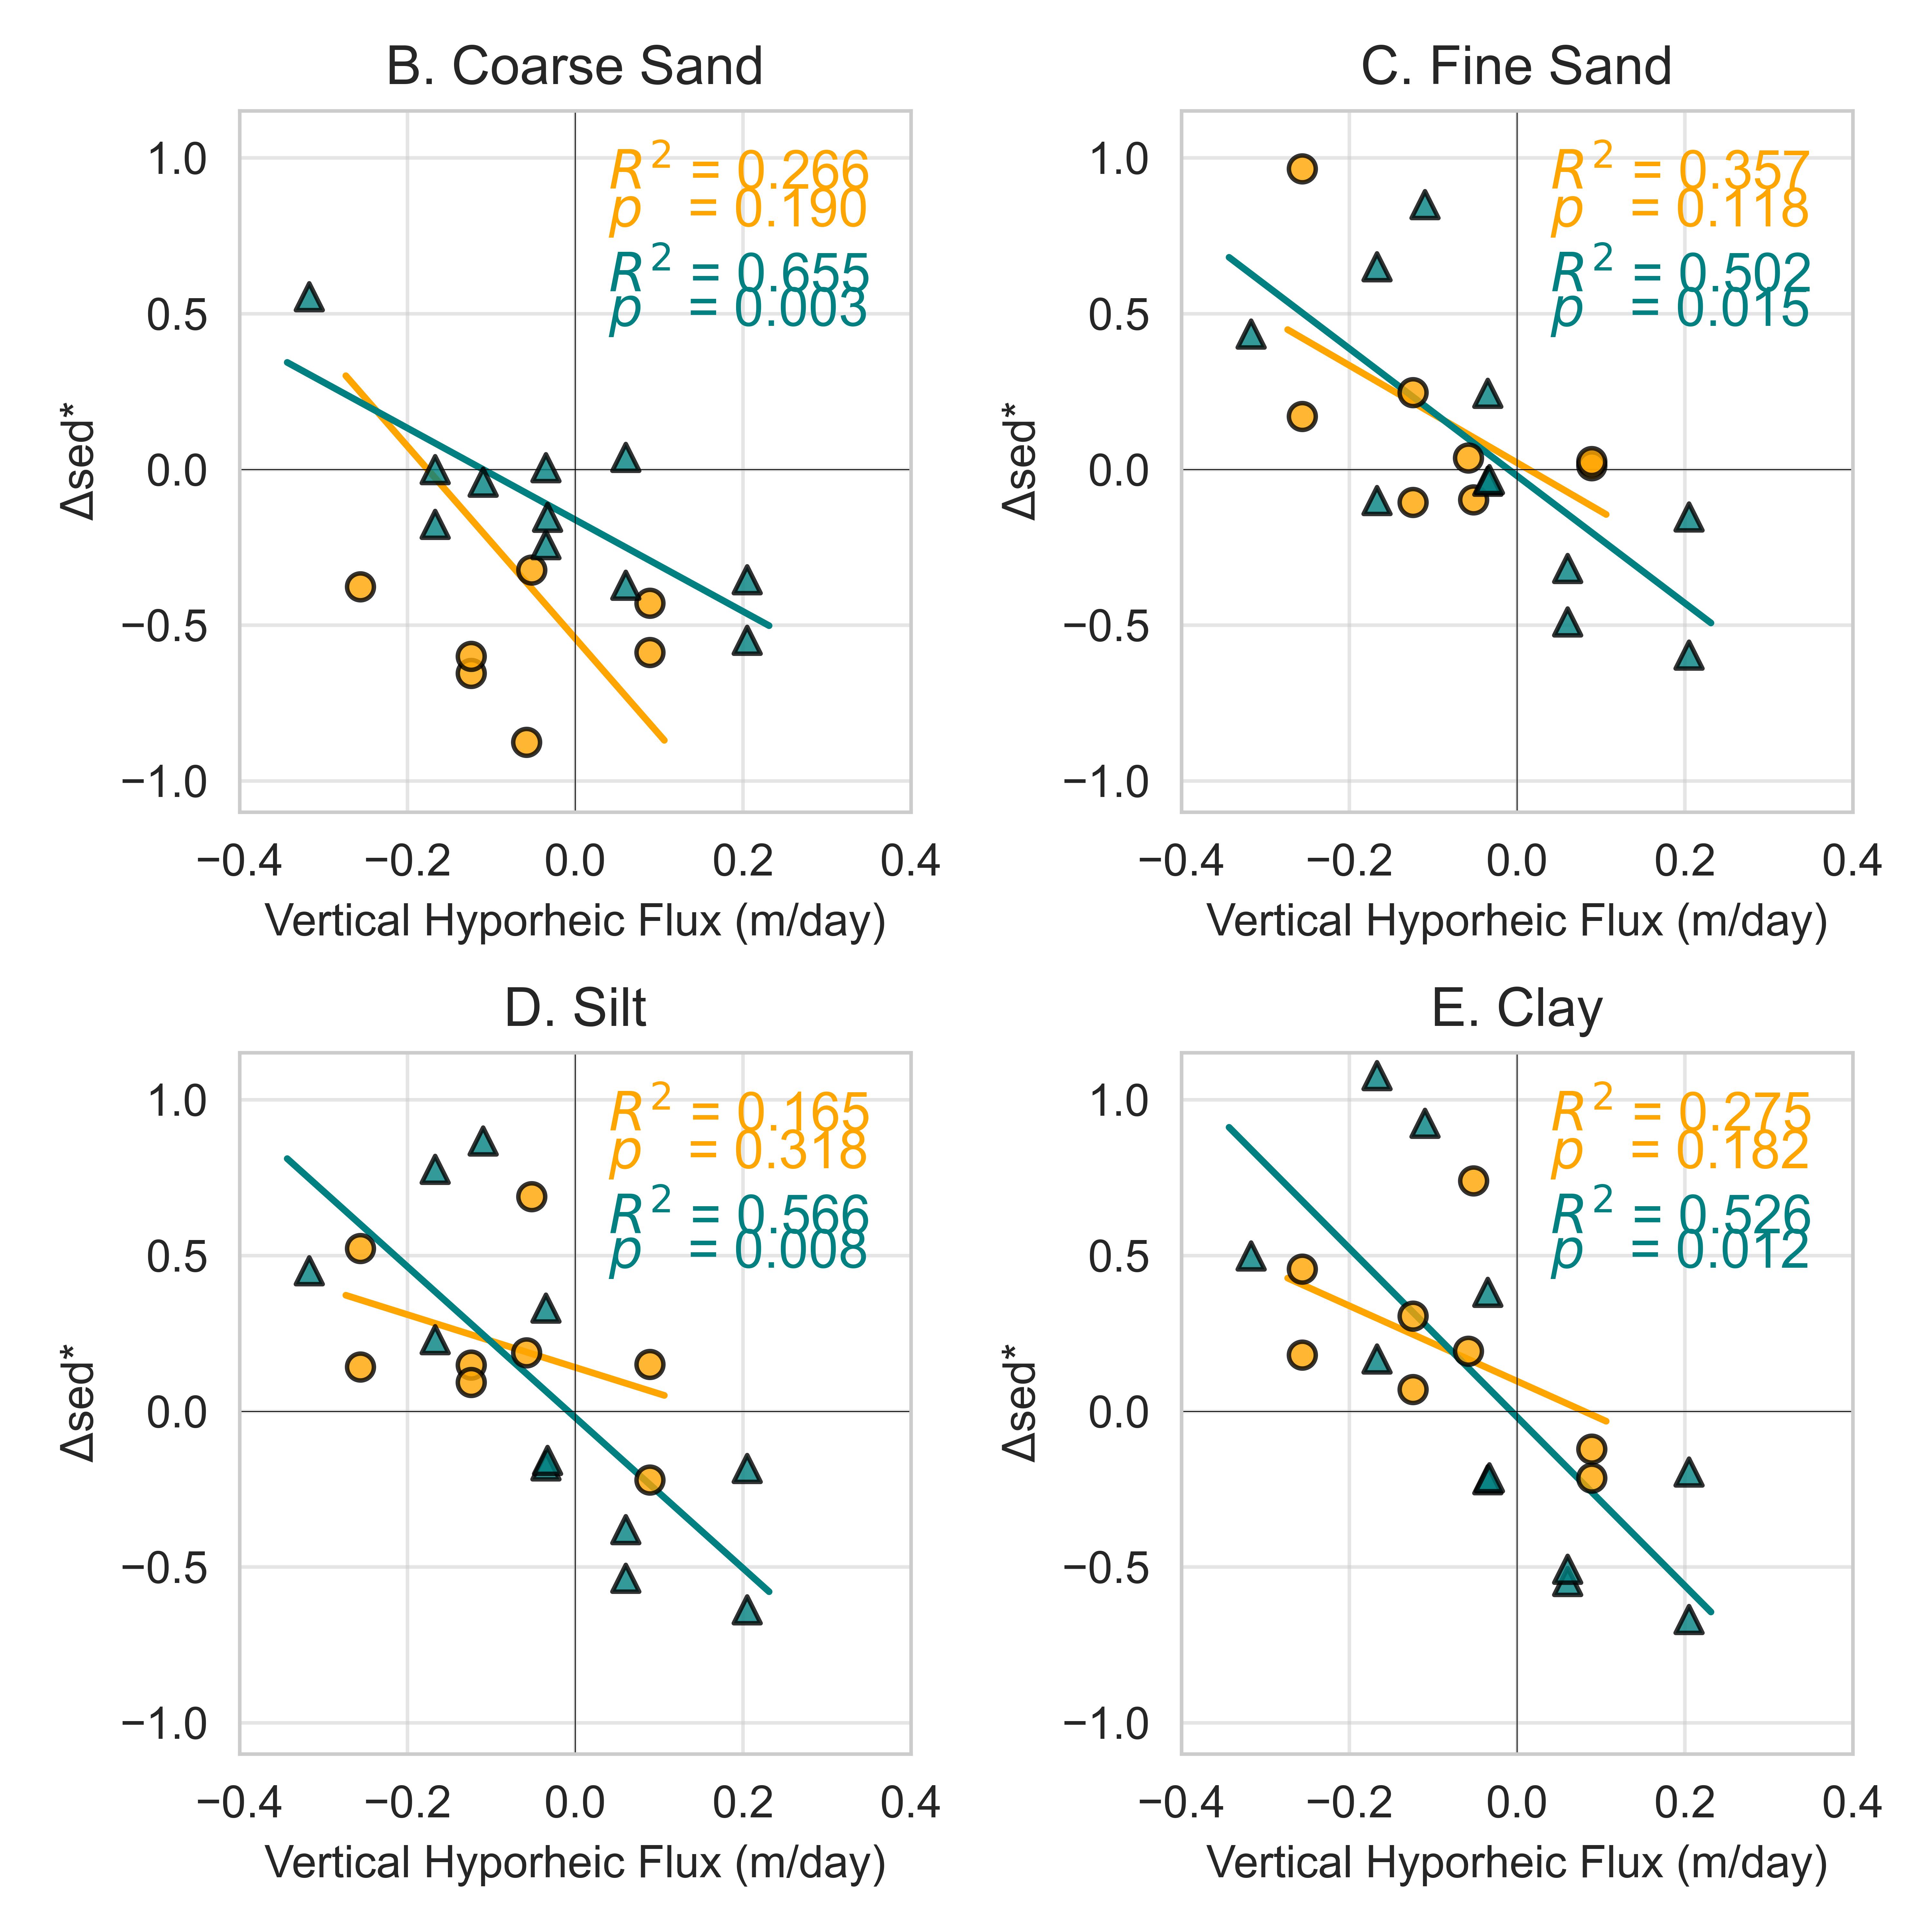 B. Coarse Sand
1.0
0.5
0.0
−0.5
−1.0
Δsed*
R² = 0.266
p = 0.190
R² = 0.655
p = 0.003
−0.4 −0.2 0.0 0.2 0.4
Vertical Hyporheic Flux (m/day)
C. Fine Sand
1.0
0.5
0.0
−0.5
−1.0
Δsed*
R² = 0.357
p = 0.118
R² = 0.502
p = 0.015
−0.4 −0.2 0.0 0.2 0.4
Vertical Hyporheic Flux (m/day)
D. Silt
1.0
0.5
0.0
−0.5
−1.0
Δsed*
R² = 0.165
p = 0.318
R² = 0.566
p = 0.008
−0.4 −0.2 0.0 0.2 0.4
Vertical Hyporheic Flux (m/day)
E. Clay
1.0
0.5
0.0
−0.5
−1.0
Δsed*
R² = 0.275
p = 0.182
R² = 0.526
p = 0.012
−0.4 −0.2 0.0 0.2 0.4
Vertical Hyporheic Flux (m/day)